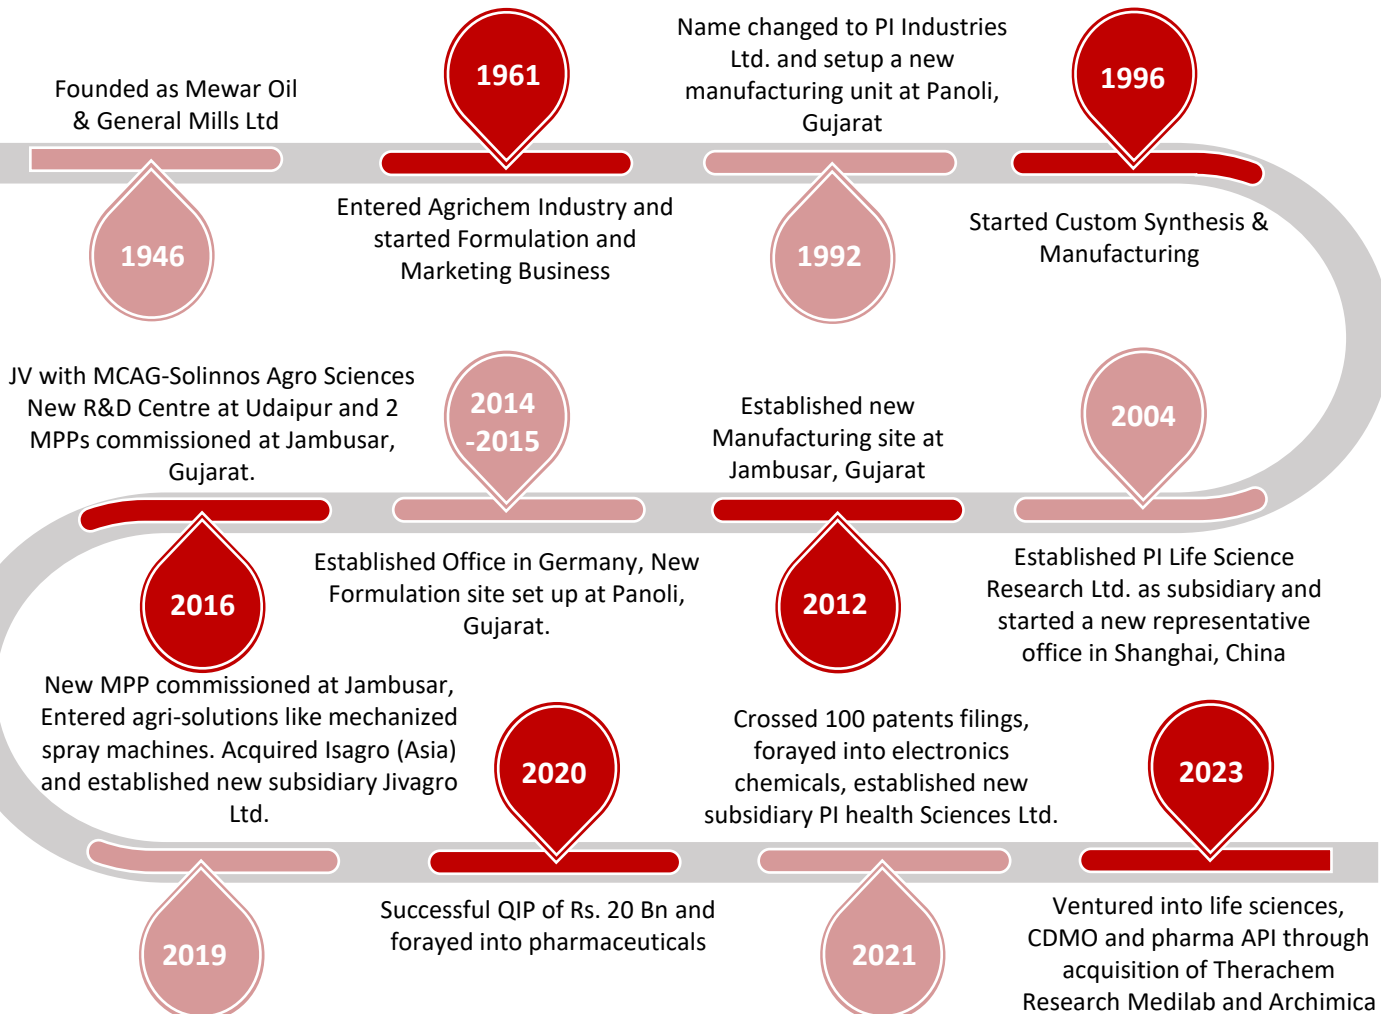 Founded as Mewar Oil
& General Mills Ltd
1946
1961
Entered Agrichem Industry and
started Formulation and
Marketing Business
Name changed to PI Industries
Ltd. and setup a new
manufacturing unit at Panoli,
Gujarat
1992
1996
Started Custom Synthesis &
Manufacturing
2004
Established PI Life Science
Research Ltd. as subsidiary and
started a new representative
office in Shanghai, China
Established new
Manufacturing site at
Jambusar, Gujarat
2012
2014
-2015
Established Office in Germany, New
Formulation site set up at Panoli,
Gujarat.
JV with MCAG-Solinnos Agro Sciences
New R&D Centre at Udaipur and 2
MPPs commissioned at Jambusar,
Gujarat.
2016
New MPP commissioned at Jambusar,
Entered agri-solutions like mechanized
spray machines. Acquired Isagro (Asia)
and established new subsidiary Jivagro
Ltd.
2019
2020
Successful QIP of Rs. 20 Bn and
forayed into pharmaceuticals
Crossed 100 patents filings,
forayed into electronics
chemicals, established new
subsidiary PI health Sciences Ltd.
2021
2023
Ventured into life sciences,
CDMO and pharma API through
acquisition of Therachem
Research Medilab and Archimica